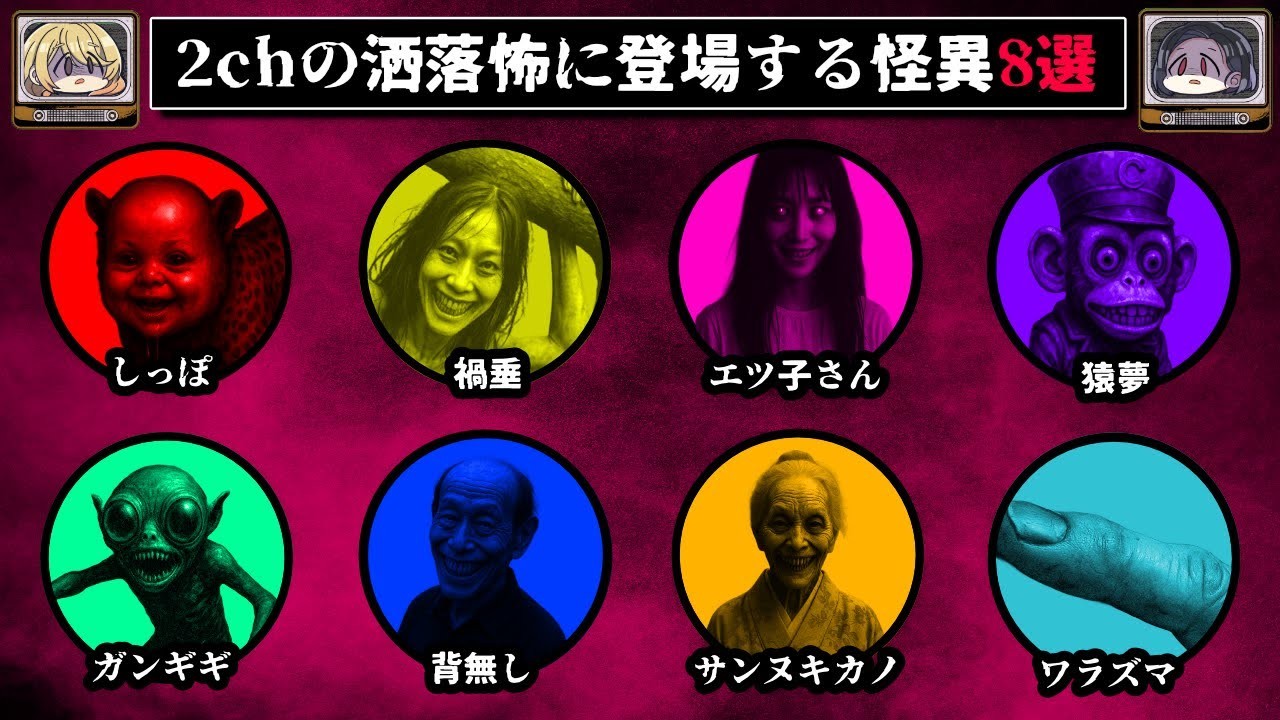 2chの洒落怖に登場する怪異8選
しっぽ
禍垂
エツ子さん
猿夢
C
ガンギギ
背無し
サンヌキカノ
ワラズマ